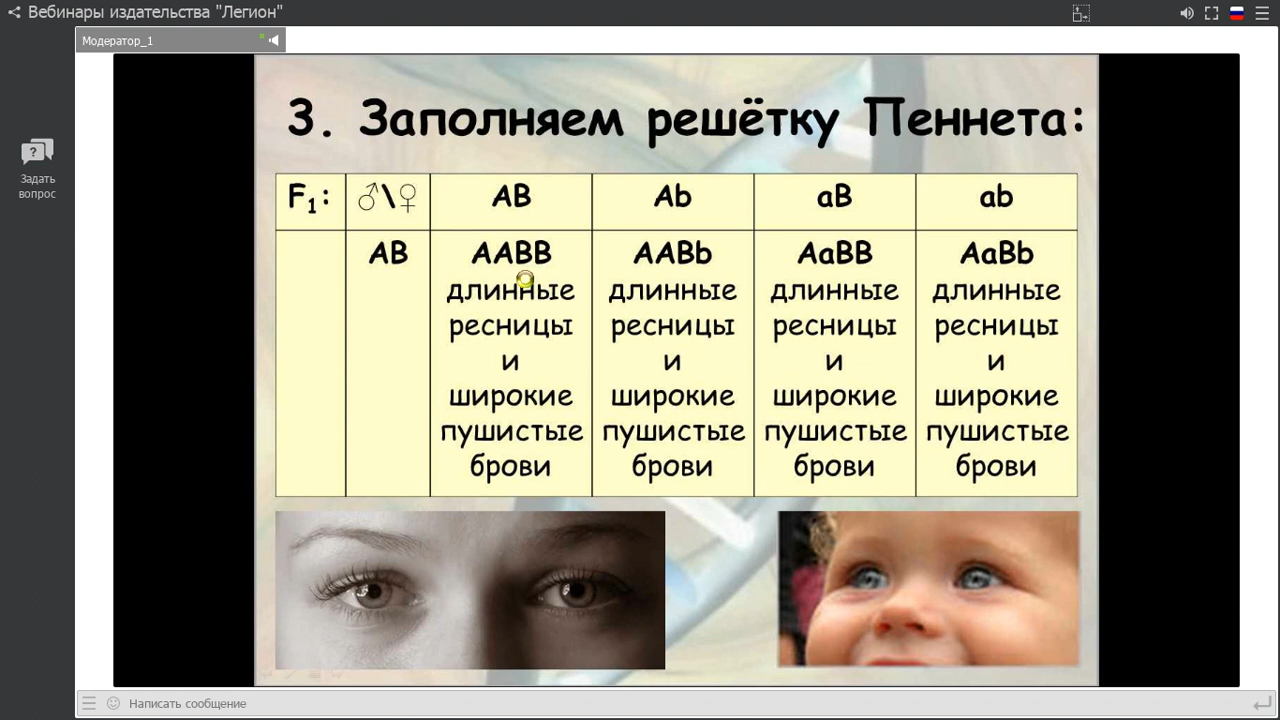 Вебинары издательства "Легион"
Модератор_1
Задать
вопрос
3. Заполняем решётку Пеннета:
F₁: ♂\♀ AB Ab aB ab
AB AABB AABb AaBB AaBb
длинные длинные длинные длинные
ресницы ресницы ресницы ресницы
и и и и
широкие широкие широкие широкие
пушистые пушистые пушистые пушистые
брови брови брови брови
Написать сообщение